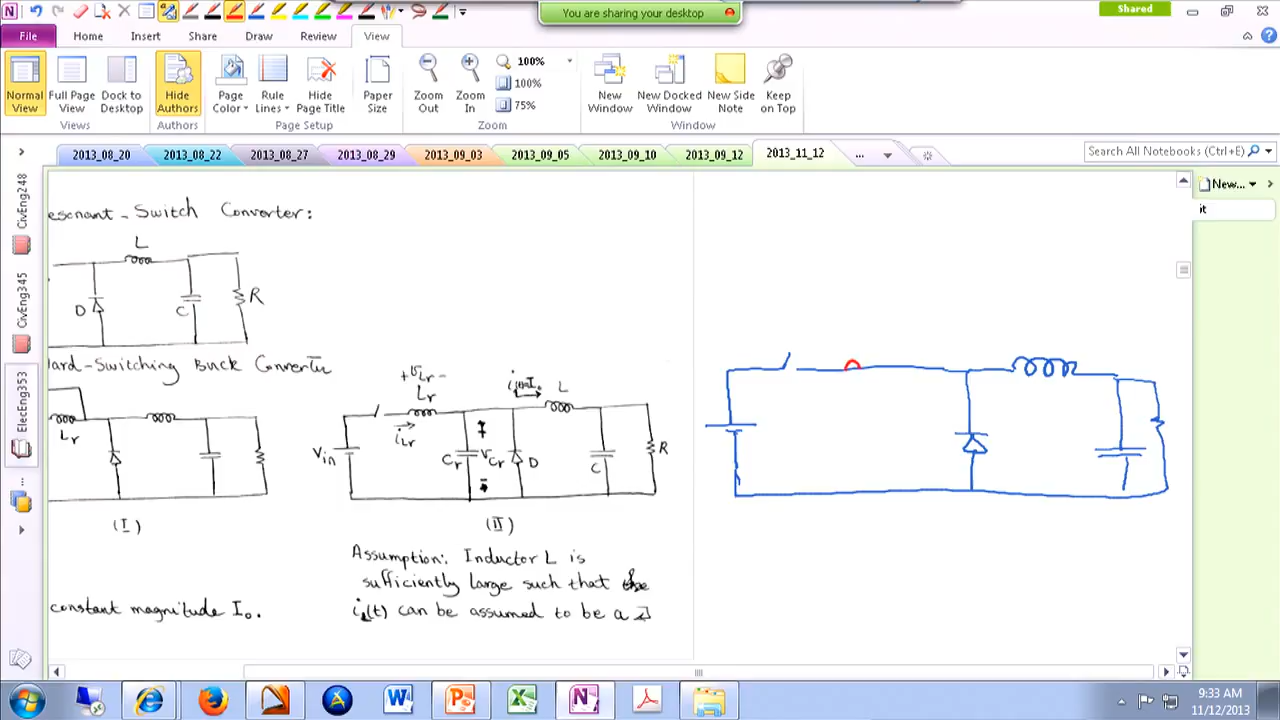 You are sharing your desktop
Shared
File Home Insert Share Draw Review View
Normal View
Full Page View
Dock to Desktop
Hide Authors
Page Color
Rule Lines
Hide Page Title
Paper Size
Zoom Out
Zoom In
100%
100%
75%
New Window
New Docked Window
New Side Note
Keep on Top
Views Authors Page Setup Zoom Window
2013_08_20 2013_08_22 2013_08_27 2013_08_29 2013_09_03 2013_09_05 2013_09_10 2013_09_12 2013_11_12 ...
Search All Notebooks (Ctrl+E)
New...
it
CivEng248
CivEng345
ElecEng353
esonant-Switch Converter:
L
D C R
ard-Switching Buck Converter
Lr
(I)
+ VLr -
Lr
iLr
Vin
Cr
+
VCr
-
D
L
C
R
(II)
Assumption: Inductor L is
sufficiently large such that
iL(t) can be assumed to be a
constant magnitude Io.
9:33 AM
11/12/2013